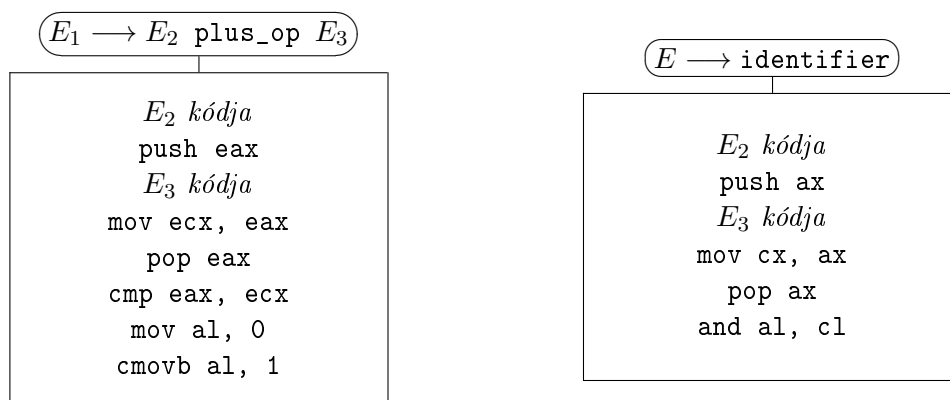 E₁ ⟶ E₂ plus_op E₃
E₂ kódja
push eax
E₃ kódja
mov ecx, eax
pop eax
cmp eax, ecx
mov al, 0
cmovb al, 1
E ⟶ identifier
E₂ kódja
push ax
E₃ kódja
mov cx, ax
pop ax
and al, cl